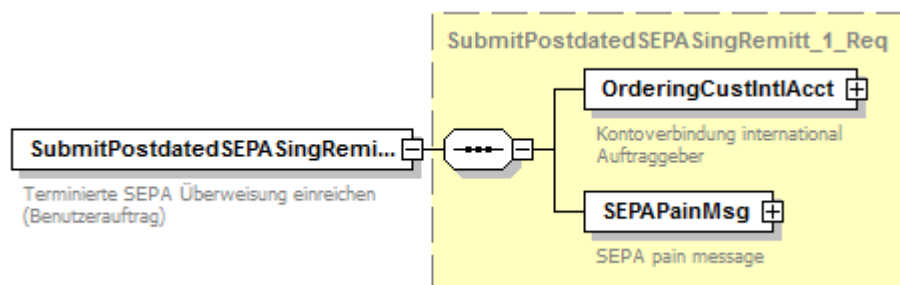 SubmitPostdatedSEPASingRemitt_1_Req
OrderingCustIntlAcct
Kontoverbindung international
Auftraggeber
SubmitPostdatedSEPASingRemi...
Terminierte SEPA Überweisung einreichen
(Benutzerauftrag)
SEPAPainMsg
SEPA pain message